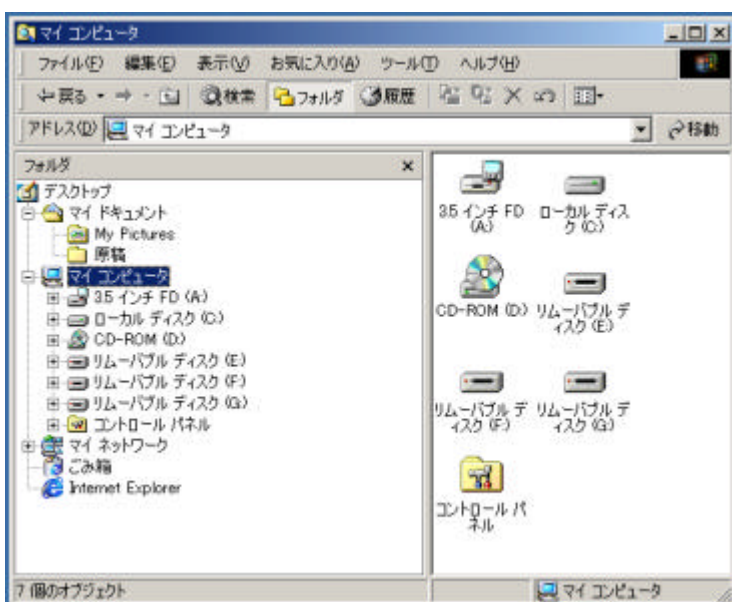 マイ コンピュータ
ファイル(F) 編集(E) 表示(V) お気に入り(A) ツール(T) ヘルプ(H)
戻る 検索 フォルダ 履歴
アドレス(D) マイ コンピュータ 移動
フォルダ
デスクトップ
マイ ドキュメント
My Pictures
原稿
マイ コンピュータ
3.5 インチ FD (A:)
ローカル ディスク (C:)
CD-ROM (D:)
リムーバブル ディスク (E:)
リムーバブル ディスク (F:)
リムーバブル ディスク (G:)
コントロール パネル
マイ ネットワーク
ごみ箱
Internet Explorer
3.5 インチ FD
(A:)
ローカル ディス
ク (C:)
CD-ROM (D:)
リムーバブル デ
ィスク (E:)
リムーバブル デ
ィスク (F:)
リムーバブル デ
ィスク (G:)
コントロール パ
ネル
7 個のオブジェクト
マイ コンピュータ